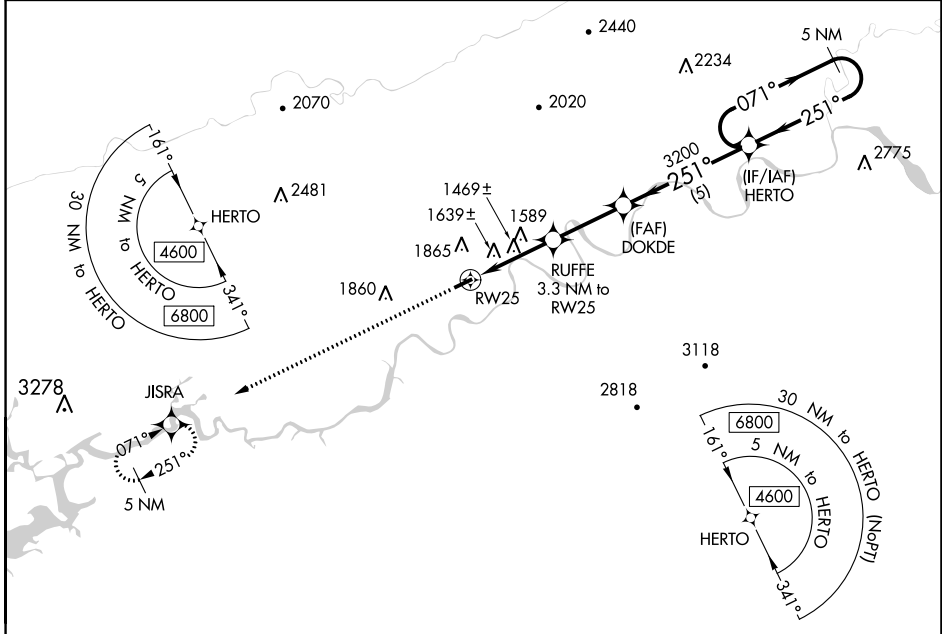 2440
5 NM
2234
071°
251°
2070
2020
161°
3200
251°
(5)
(IF/IAF)
HERTO
2775
2481
1469±
1639±
1589
1865
HERTO
5 NM to HERTO
4600
30 NM to HERTO
6800
341°
(FAF)
DOKDE
RUFFE
3.3 NM to
RW25
RW25
1860
3118
2818
3278
JISRA
071°
251°
5 NM
30 NM to HERTO (NoPT)
6800
161°
5 NM to HERTO
4600
HERTO
341°